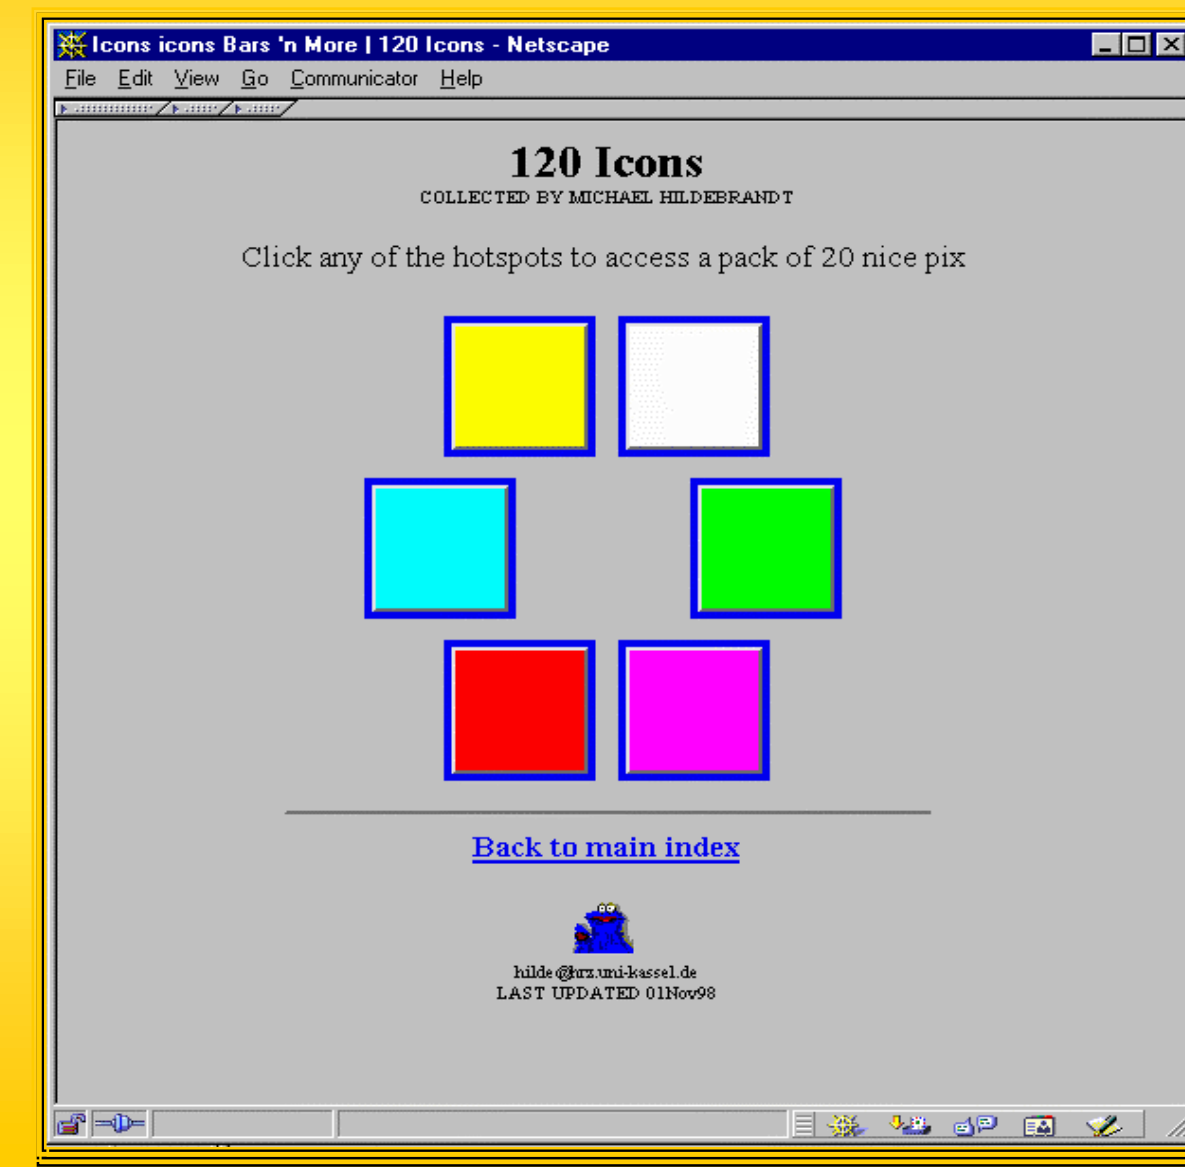 Icons icons Bars 'n More | 120 Icons - Netscape
File Edit View Go Communicator Help
120 Icons
COLLECTED BY MICHAEL HILDEBRANDT
Click any of the hotspots to access a pack of 20 nice pix
Back to main index
hilde@hrz.uni-kassel.de
LAST UPDATED 01Nov98